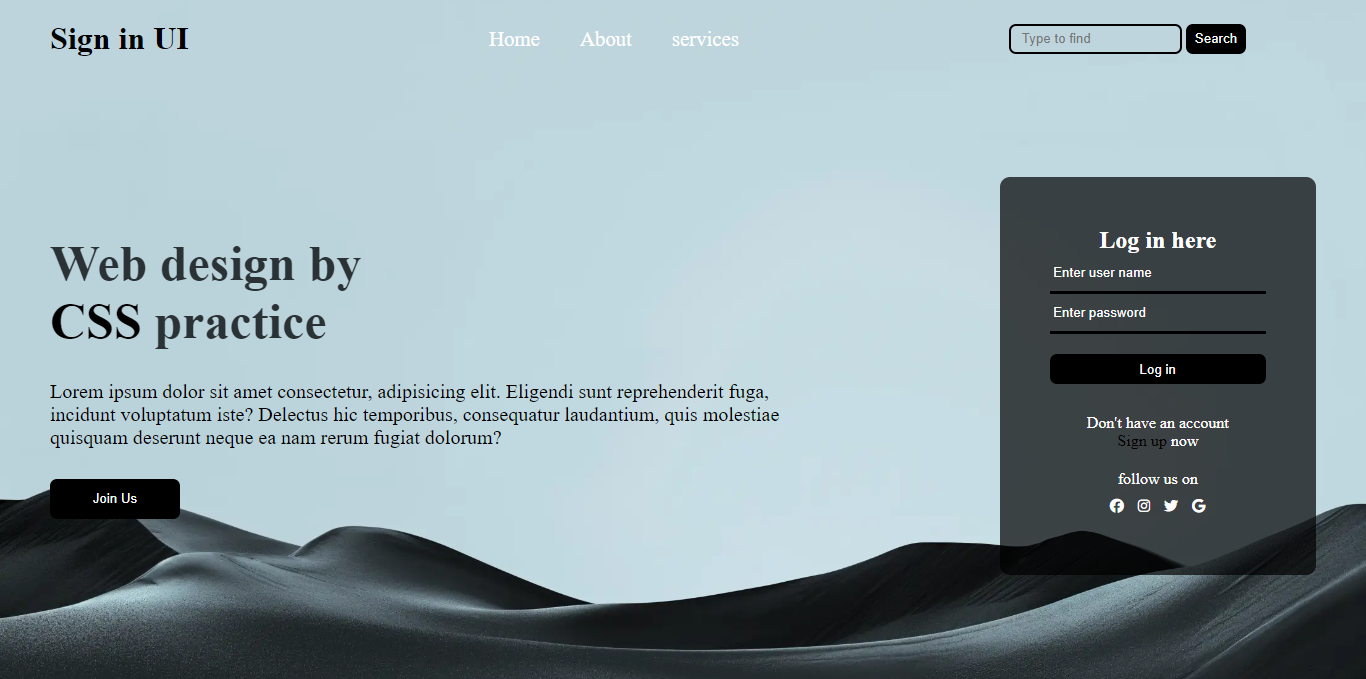 Sign in UI
Home About services
Type to find Search
Web design by
CSS practice
Lorem ipsum dolor sit amet consectetur, adipisicing elit. Eligendi sunt reprehenderit fuga,
incidunt voluptatum iste? Delectus hic temporibus, consequatur laudantium, quis molestiae
quisquam deserunt neque ea nam rerum fugiat dolorum?
Join Us
Log in here
Enter user name
Enter password
Log in
Don't have an account
Sign up now
follow us on